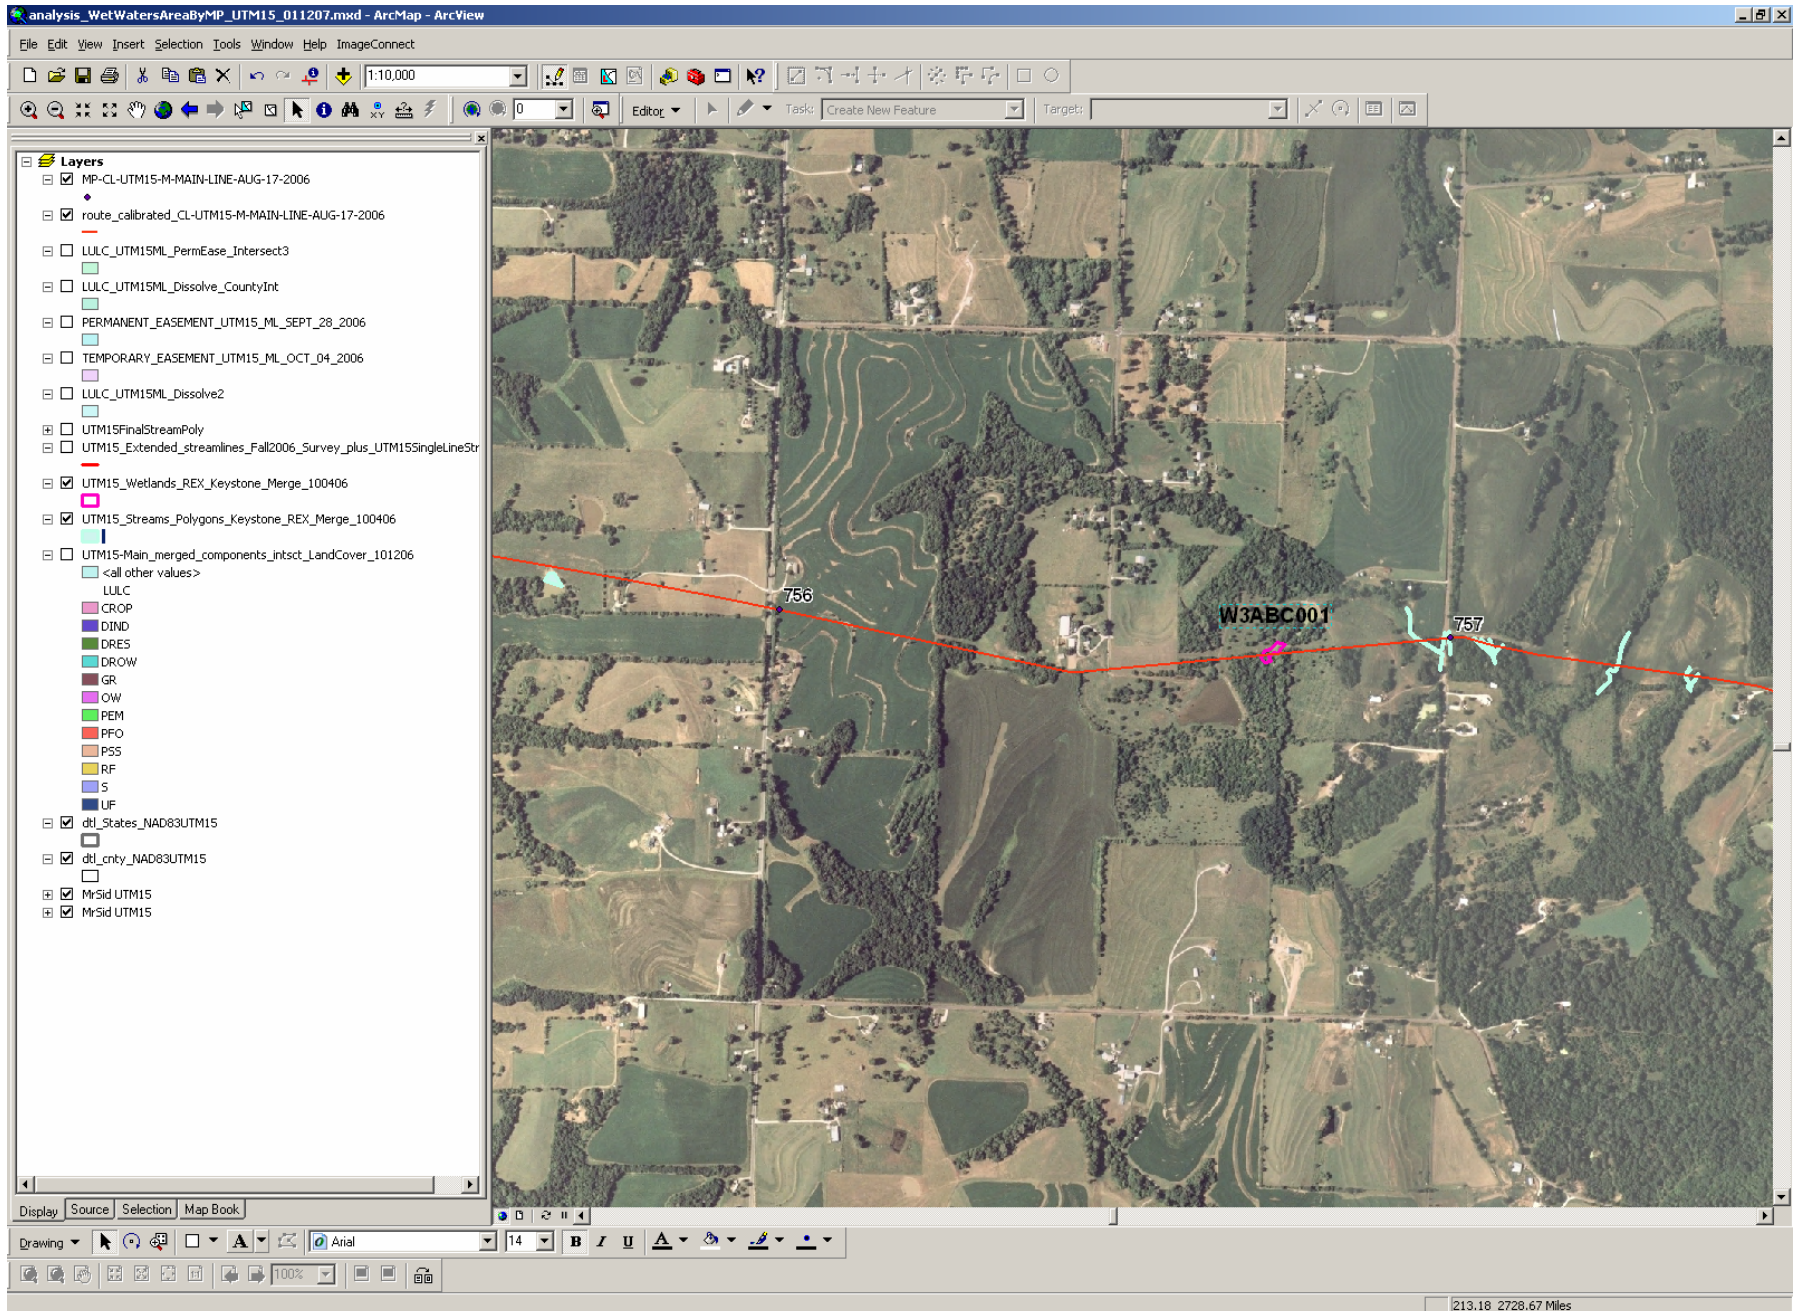 analysis_WetWatersAreaByMP_UTM15_011207.mxd - ArcMap - ArcView
File Edit View Insert Selection Tools Window Help ImageConnect
1:10,000
0
Editor
Task: Create New Feature
Target:
Layers
MP-CL-UTM15-M-MAIN-LINE-AUG-17-2006
route_calibrated_CL-UTM15-M-MAIN-LINE-AUG-17-2006
LULC_UTM15ML_PermEase_Intersect3
LULC_UTM15ML_Dissolve_CountyInt
PERMANENT_EASEMENT_UTM15_ML_SEPT_28_2006
TEMPORARY_EASEMENT_UTM15_ML_OCT_04_2006
LULC_UTM15ML_Dissolve2
UTM15FinalStreamPoly
UTM15_Extended_streamlines_Fall2006_Survey_plus_UTM15SingleLineStr
UTM15_Wetlands_REX_Keystone_Merge_100406
UTM15_Streams_Polygons_Keystone_REX_Merge_100406
UTM15-Main_merged_components_intsct_LandCover_101206
<all other values>
LULC
CROP
DIND
DRES
DROW
GR
OW
PEM
PFO
PSS
RF
S
UF
dtl_States_NAD83UTM15
dtl_cnty_NAD83UTM15
MrSid UTM15
MrSid UTM15
756
W3ABC001
757
Display Source Selection Map Book
Drawing A Arial 14 B I U A
100%
213.18 2728.67 Miles